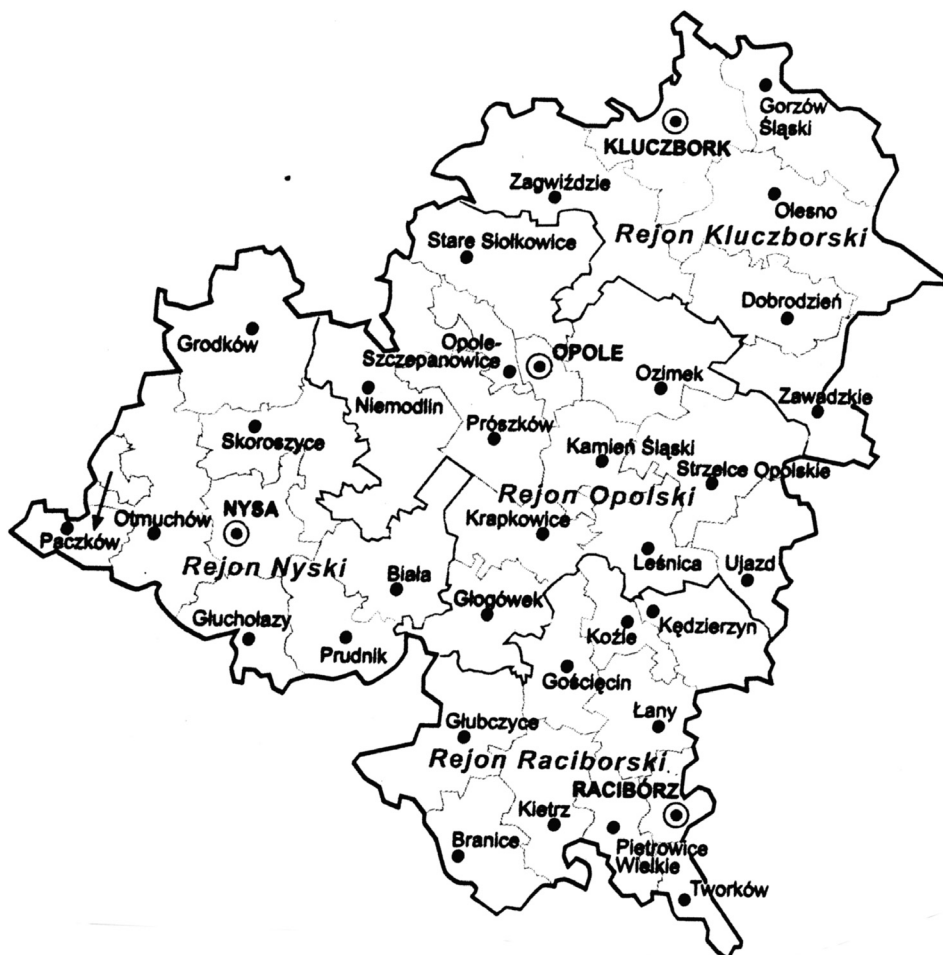 Gorzów
Śląski
KLUCZBORK
Zagwiździe
Olesno
Rejon Kluczborski
Stare Siołkowice
Dobrodzień
Grodków
Opole-
Szczepanowice
OPOLE
Ozimek
Niemodlin
Zawadzkie
Prószków
Skoroszyce
Kamień Śląski
Strzelce Opolskie
Rejon Opolski
NYSA
Otmuchów
Paczków
Krapkowice
Rejon Nyski
Leśnica
Ujazd
Biała
Głogówek
Głuchołazy
Koźle
Kędzierzyn
Prudnik
Gościęcin
Łany
Głubczyce
Rejon Raciborski
RACIBÓRZ
Kietrz
Branice
Pietrowice
Wielkie
Tworków